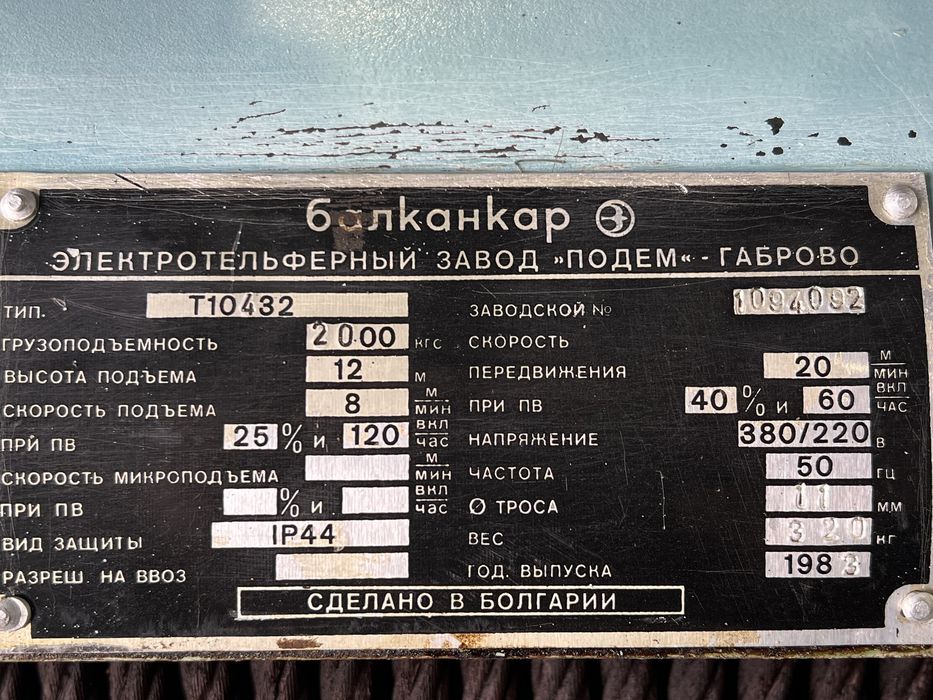 балканкар
ЭЛЕКТРОТЕЛЬФЕРНЫЙ ЗАВОД »ПОДЕМ« - ГАБРОВО
ТИП. Т10432
ГРУЗОПОДЪЕМНОСТЬ 2000 кгс
ВЫСОТА ПОДЪЕМА 12 М
СКОРОСТЬ ПОДЪЕМА 8 М/МИН
ПРИ ПВ 25 % и 120 ВКЛ/ЧАС
СКОРОСТЬ МИКРОПОДЪЕМА М/МИН
ПРИ ПВ % и ВКЛ/ЧАС
ВИД ЗАЩИТЫ IP44
РАЗРЕШ. НА ВВОЗ
ЗАВОДСКОЙ № 1094092
СКОРОСТЬ
ПЕРЕДВИЖЕНИЯ 20 М/МИН
ПРИ ПВ 40 % и 60 ВКЛ/ЧАС
НАПРЯЖЕНИЕ 380/220 В
ЧАСТОТА 50 ГЦ
Ø ТРОСА 11 ММ
ВЕС 320 кг
ГОД. ВЫПУСКА 1983
СДЕЛАНО В БОЛГАРИИ